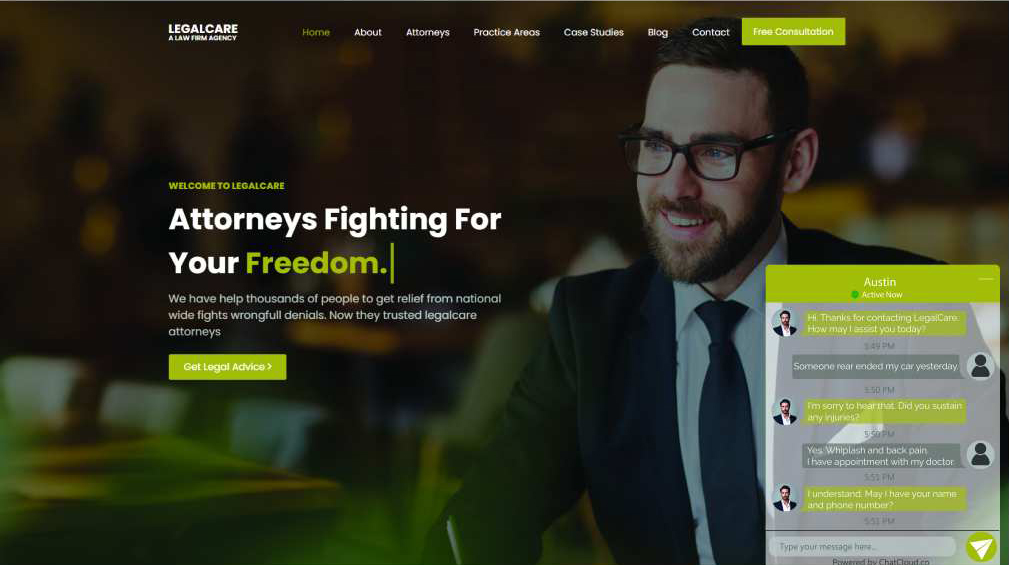 LEGALCARE
A LAW FIRM AGENCY
Home
About
Attorneys
Practice Areas
Case Studies
Blog
Contact
Free Consultation
WELCOME TO LEGALCARE
Attorneys Fighting For
Your Freedom.
We have help thousands of people to get relief from national
wide fights wrongfull denials. Now they trusted legalcare
attorneys
Get Legal Advice >
Austin
Active Now
Hi. Thanks for contacting LegalCare.
How may I assist you today?
5:49 PM
Someone rear ended my car yesterday.
5:50 PM
I'm sorry to hear that. Did you sustain
any injuries?
5:50 PM
Yes. Whiplash and back pain.
I have appointment with my doctor.
5:51 PM
I understand. May I have your name
and phone number?
5:51 PM
Type your message here...
Powered by ChatCloud.co